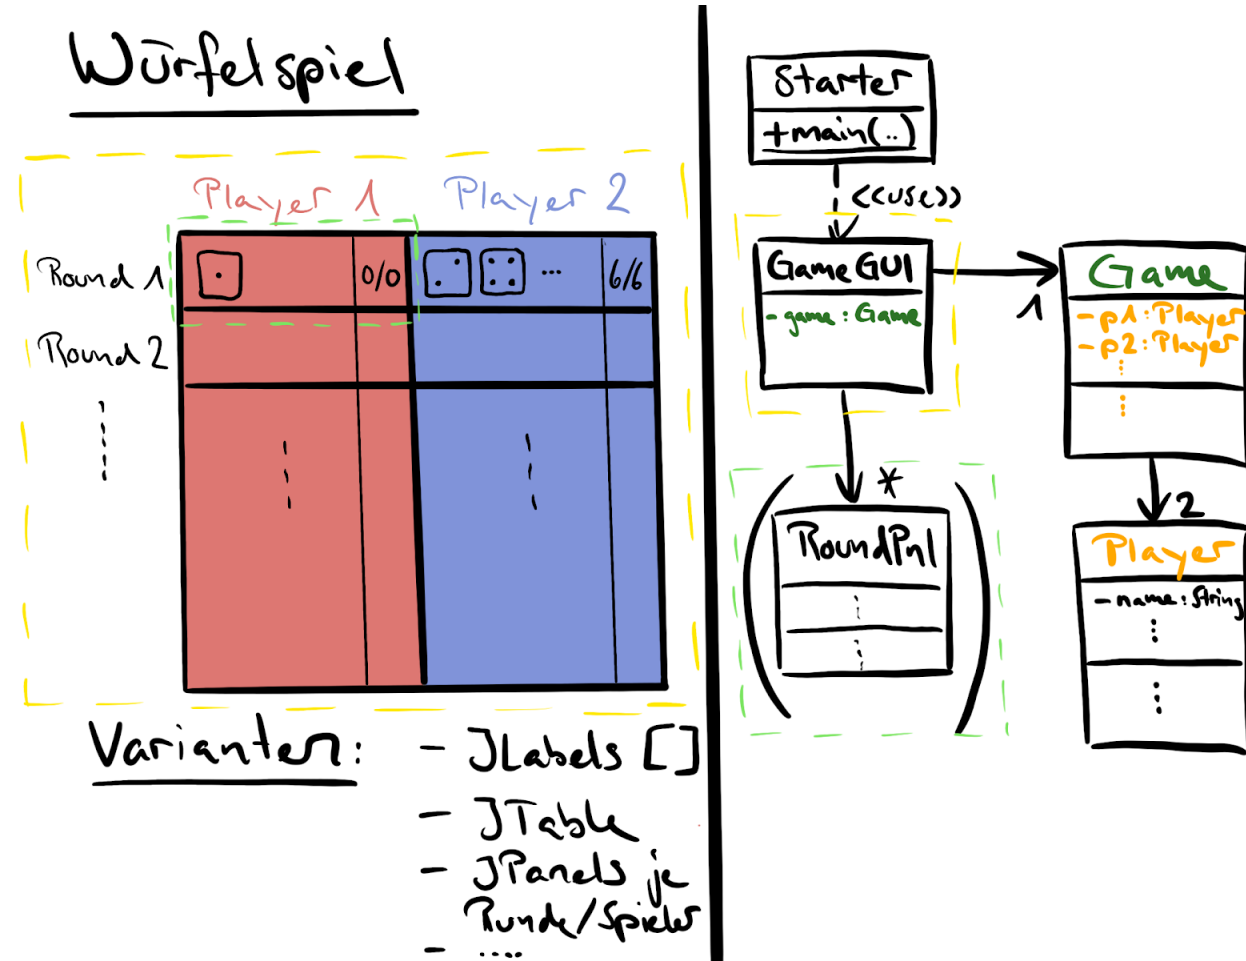 Würfelspiel
Player 1 Player 2
Round 1 0/0 ... 6/6
Round 2
Varianten:
- JLabels []
- JTable
- JPanels je
Runde/Spieler
- ....
Starter
+main(..)
<<use>>
GameGUI
- game: Game
1
Game
- p1: Player
- p2: Player
*
RoundPnl
2
Player
- name: String